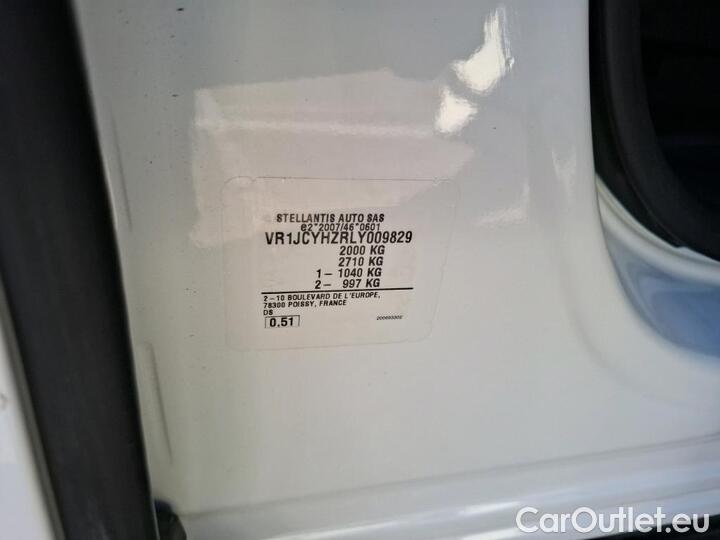 STELLANTIS AUTO SAS
e2*2007/46*0601
VR1JCYHZRLY009829
2000 KG
2710 KG
1- 1040 KG
2- 997 KG
2-10 BOULEVARD DE L'EUROPE,
78300 POISSY, FRANCE
DS
0.51
CarOutlet.eu